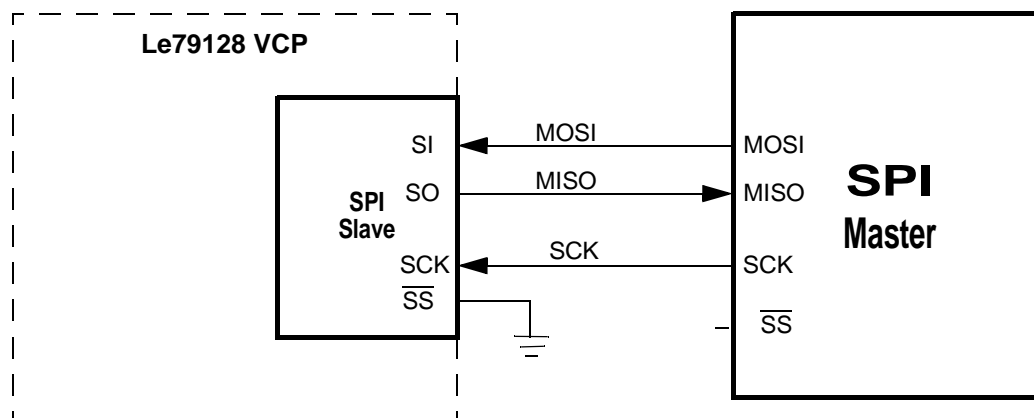 Le79128 VCP
SI
MOSI
MOSI
SO
MISO
MISO
SPI
Slave
SPI
Master
SCK
SCK
SCK
SS
SS